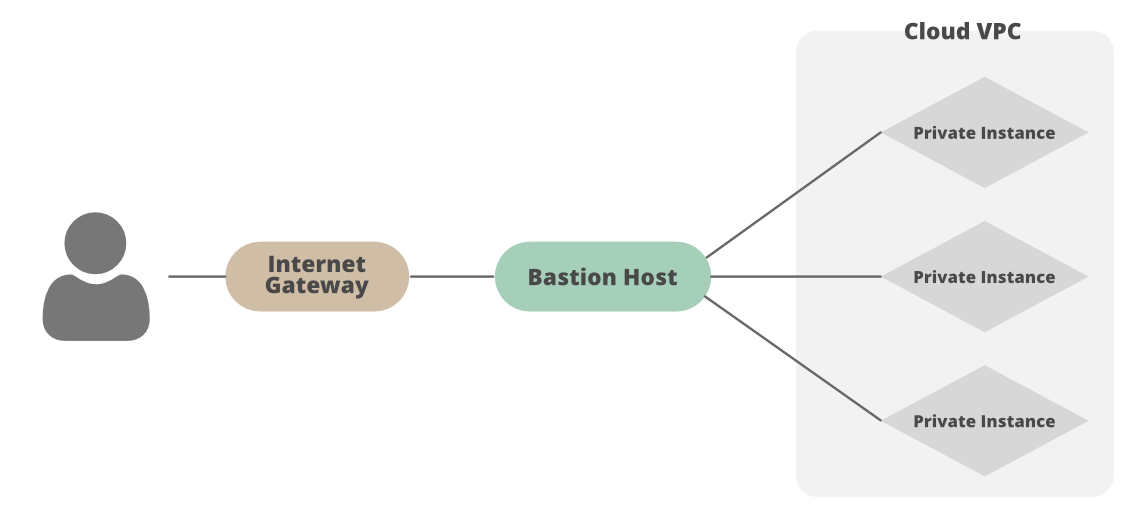 Cloud VPC
Private Instance
Internet
Gateway
Bastion Host
Private Instance
Private Instance